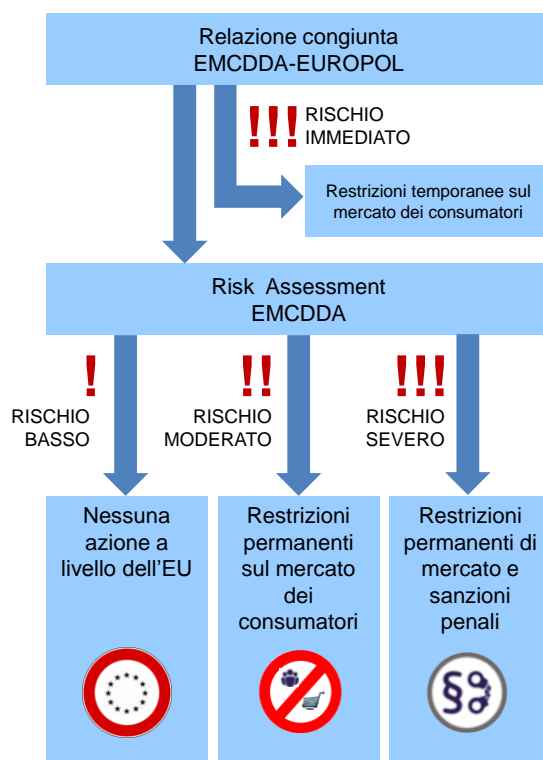 Relazione congiunta
EMCDDA-EUROPOL
!!! RISCHIO
IMMEDIATO
Restrizioni temporanee sul
mercato dei consumatori
Risk Assessment
EMCDDA
!
RISCHIO
BASSO
!!
RISCHIO
MODERATO
!!!
RISCHIO
SEVERO
Nessuna
azione a
livello dell'EU
Restrizioni
permanenti
sul mercato
dei
consumatori
Restrizioni
permanenti di
mercato e
sanzioni
penali
§